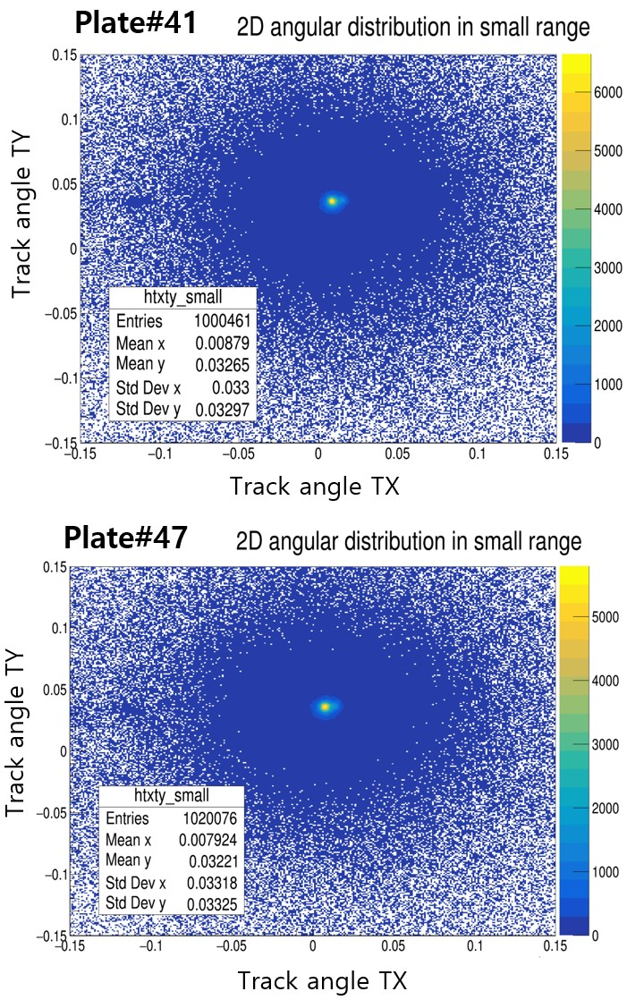 Plate#41 2D angular distribution in small range
0.15
0.1
0.05
0
−0.05
−0.1
−0.15
Track angle TY
htxty_small
Entries 1000461
Mean x 0.00879
Mean y 0.03265
Std Dev x 0.033
Std Dev y 0.03297
6000
5000
4000
3000
2000
1000
0
−0.15 −0.1 −0.05 0 0.05 0.1 0.15
Track angle TX
Plate#47 2D angular distribution in small range
0.15
0.1
0.05
0
−0.05
−0.1
−0.15
Track angle TY
htxty_small
Entries 1020076
Mean x 0.007924
Mean y 0.03221
Std Dev x 0.03318
Std Dev y 0.03325
5000
4000
3000
2000
1000
0
−0.15 −0.1 −0.05 0 0.05 0.1 0.15
Track angle TX